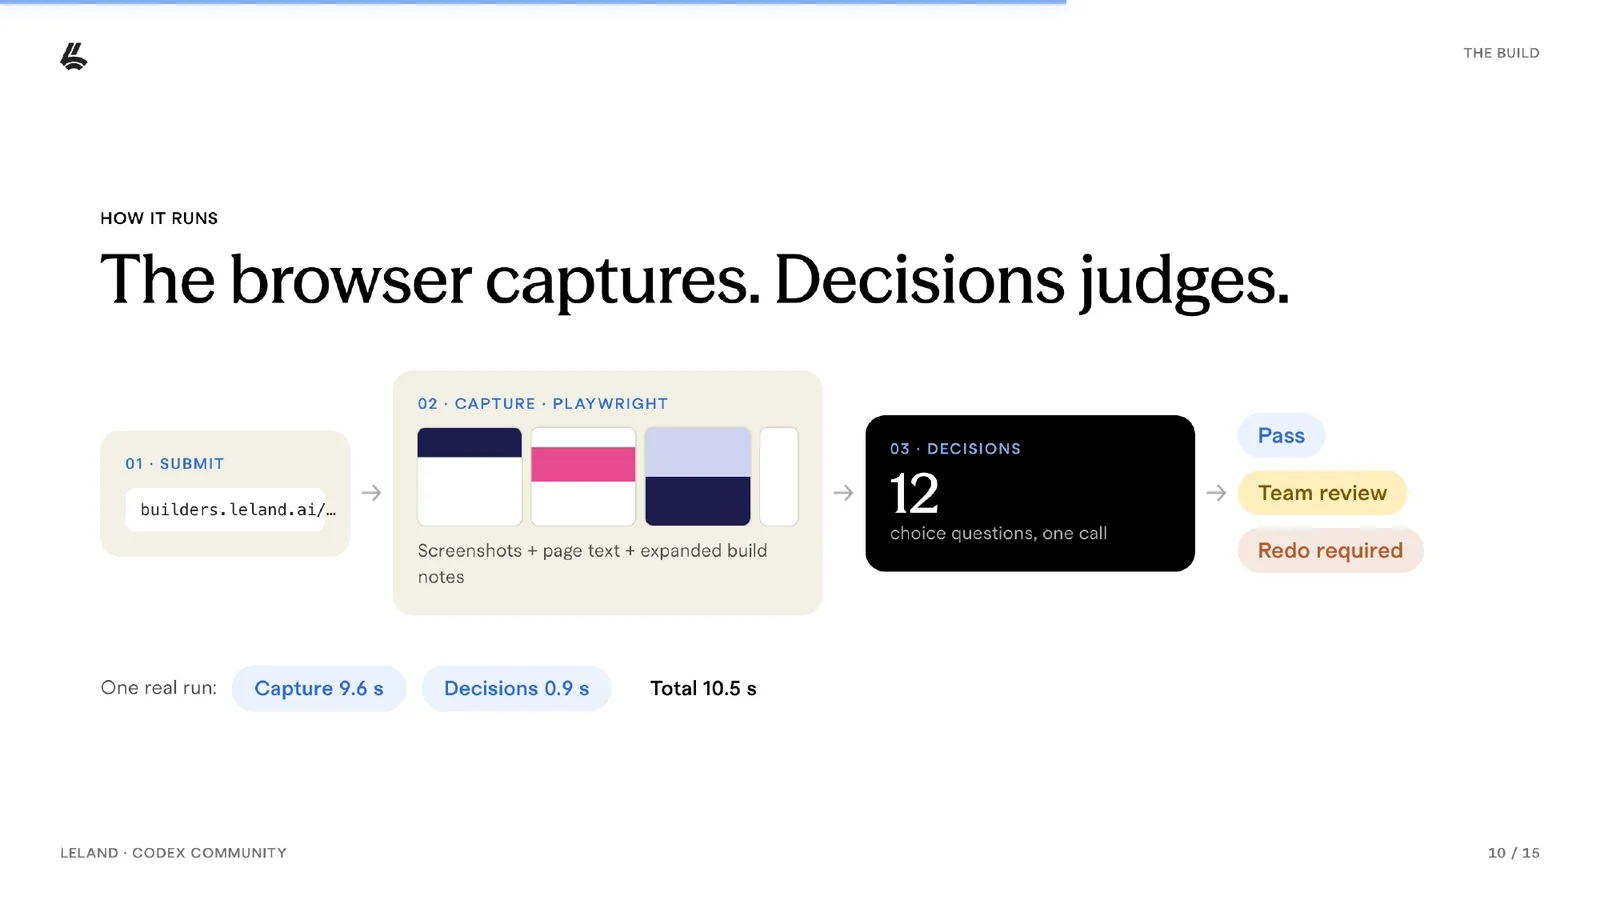 THE BUILD
HOW IT RUNS
The browser captures. Decisions judges.
01 · SUBMIT
builders.leland.ai/…
→
02 · CAPTURE · PLAYWRIGHT
Screenshots + page text + expanded build
notes
→
03 · DECISIONS
12
choice questions, one call
→
Pass
Team review
Redo required
One real run: Capture 9.6 s Decisions 0.9 s Total 10.5 s
LELAND · CODEX COMMUNITY
10 / 15